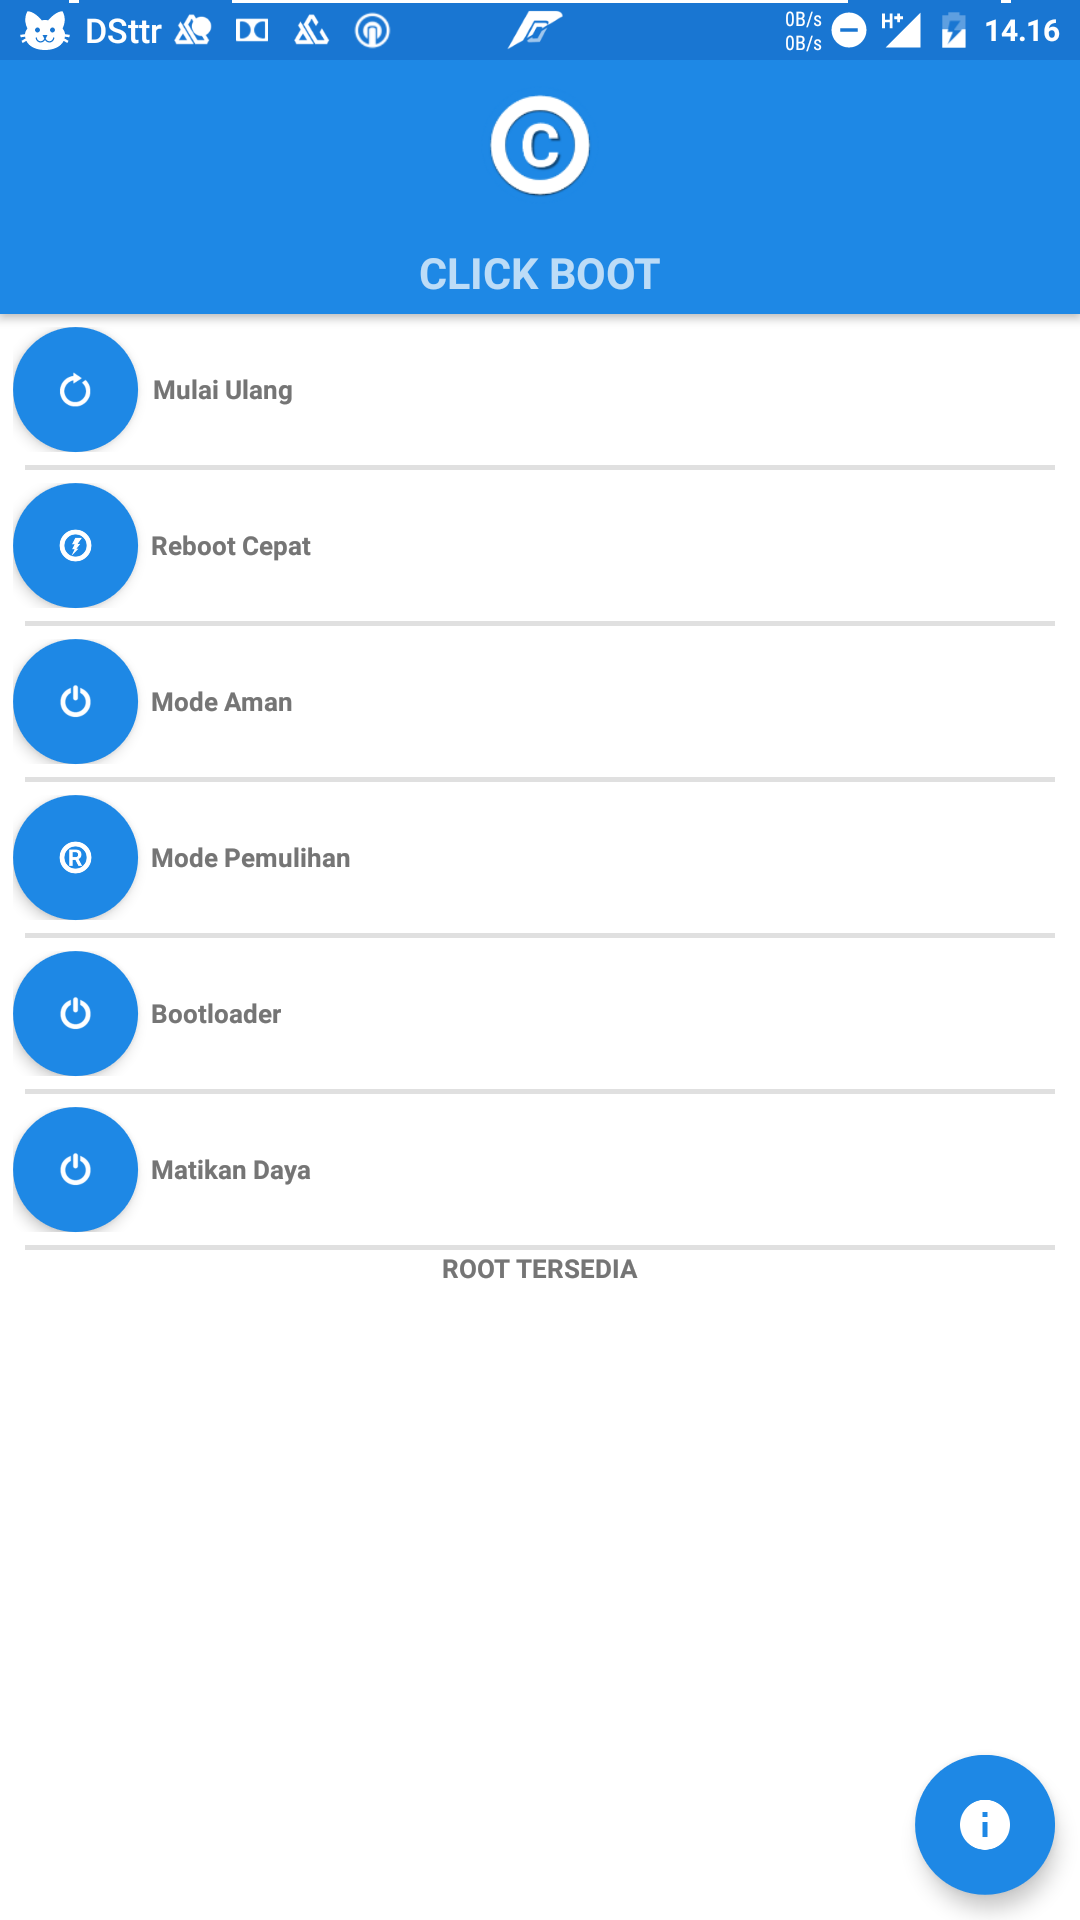 DSttr
0B/s
0B/s
H+
14.16
C
CLICK BOOT
Mulai Ulang
Reboot Cepat
Mode Aman
R
Mode Pemulihan
Bootloader
Matikan Daya
ROOT TERSEDIA
i